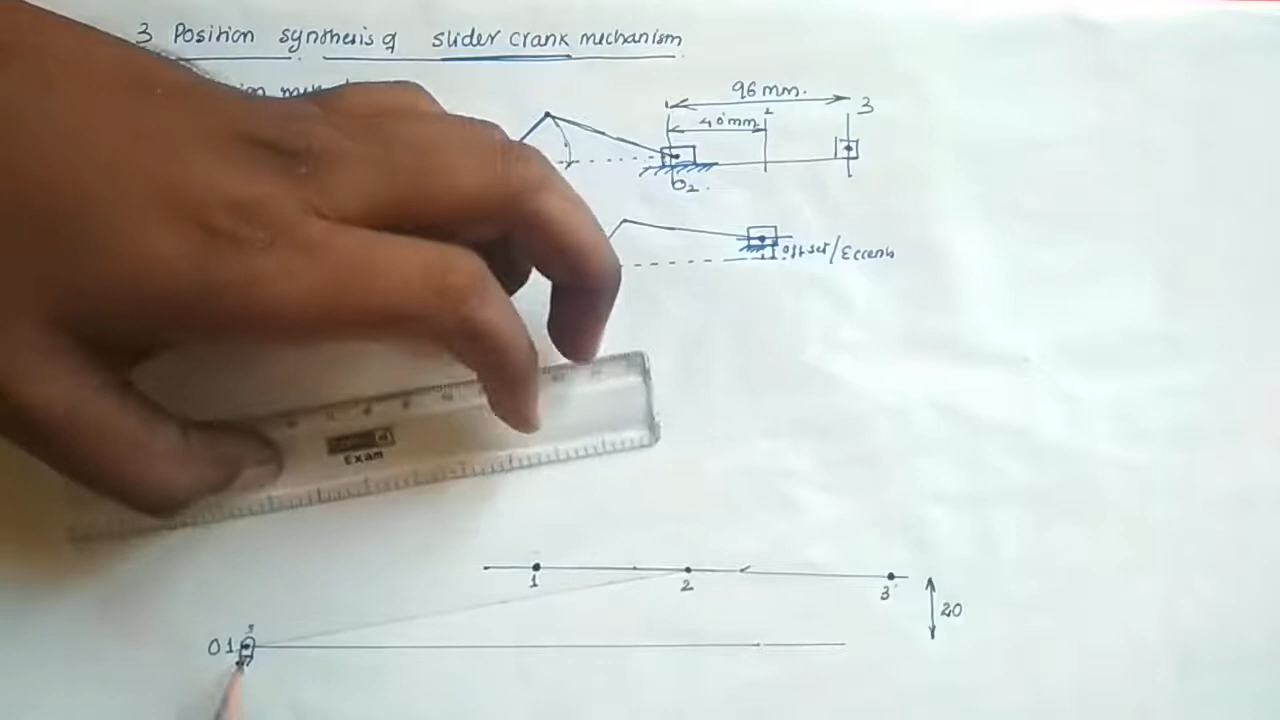 3 Position synthesis of slider crank mechanism
96 mm.
3
40 mm
2
O2.
offset/Eccent
Exam
1
2
3
20
O1